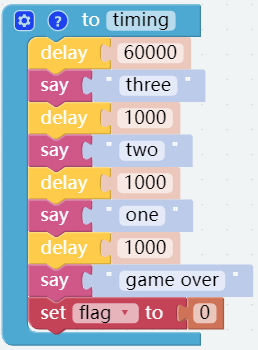 ? to timing
delay 60000
say " three "
delay 1000
say " two "
delay 1000
say " one "
delay 1000
say " game over "
set flag to 0